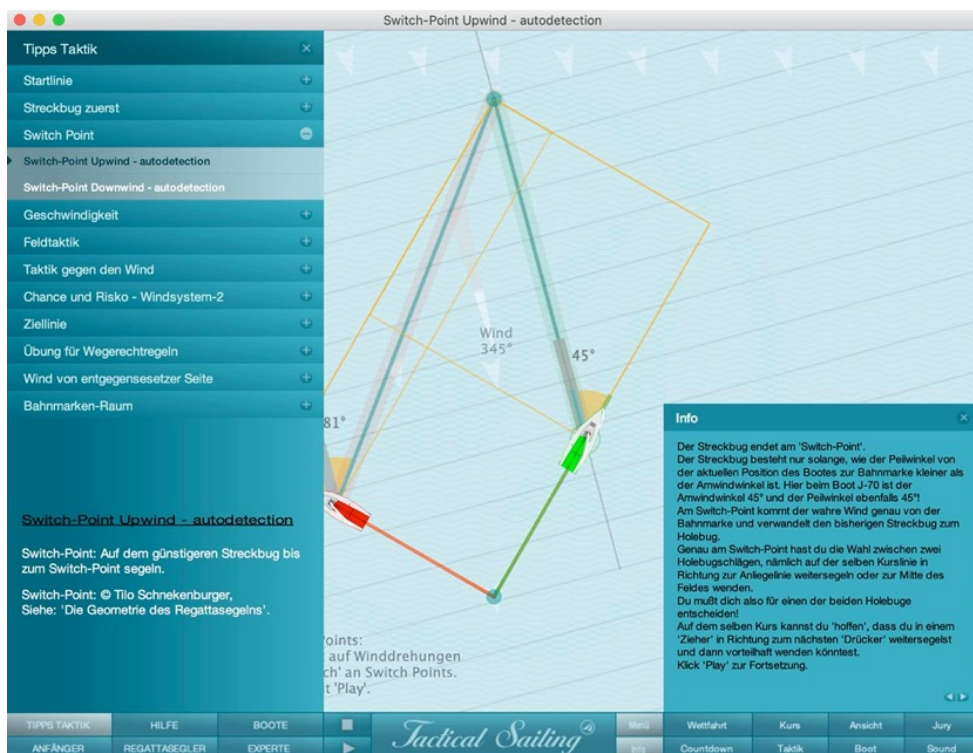 Switch-Point Upwind - autodetection
Tipps Taktik
Startlinie
Streckbug zuerst
Switch Point
Switch-Point Upwind - autodetection
Switch-Point Downwind - autodetection
Geschwindigkeit
Feldtaktik
Taktik gegen den Wind
Chance und Risko - Windsystem-2
Ziellinie
Übung für Wegerechtregeln
Wind von entgegensesetzer Seite
Bahnmarken-Raum
Switch-Point Upwind - autodetection
Switch-Point: Auf dem günstigeren Streckbug bis
zum Switch-Point segeln.
Switch-Point: © Tilo Schnekenburger,
Siehe: 'Die Geometrie des Regattasegelns'.
Wind
345°
45°
81°
Points:
auf Winddrehungen
ch' an Switch Points.
t 'Play'.
Info
Der Streckbug endet am 'Switch-Point'.
Der Streckbug besteht nur solange, wie der Peilwinkel von
der aktuellen Position des Bootes zur Bahnmarke kleiner als
der Amwindwinkel ist. Hier beim Boot J-70 ist der
Amwindwinkel 45° und der Peilwinkel ebenfalls 45°!
Am Switch-Point kommt der wahre Wind genau von der
Bahnmarke und verwandelt den bisherigen Streckbug zum
Holebug.
Genau am Switch-Point hast du die Wahl zwischen zwei
Holebugschlägen, nämlich auf der selben Kurslinie in
Richtung zur Anliegelinie weitersegeln oder zur Mitte des
Feldes wenden.
Du mußt dich also für einen der beiden Holebuge
entscheiden!
Auf dem selben Kurs kannst du 'hoffen', dass du in einem
'Zieher' in Richtung zum nächsten 'Drücker' weitersegelst
und dann vorteilhaft wenden könntest.
Klick 'Play' zur Fortsetzung.
TIPPS TAKTIK HILFE BOOTE Tactical Sailing ® Menü Wettfahrt Kurs Ansicht Jury
ANFÄNGER REGATTASEGLER EXPERTE Info Countdown Taktik Boot Sound